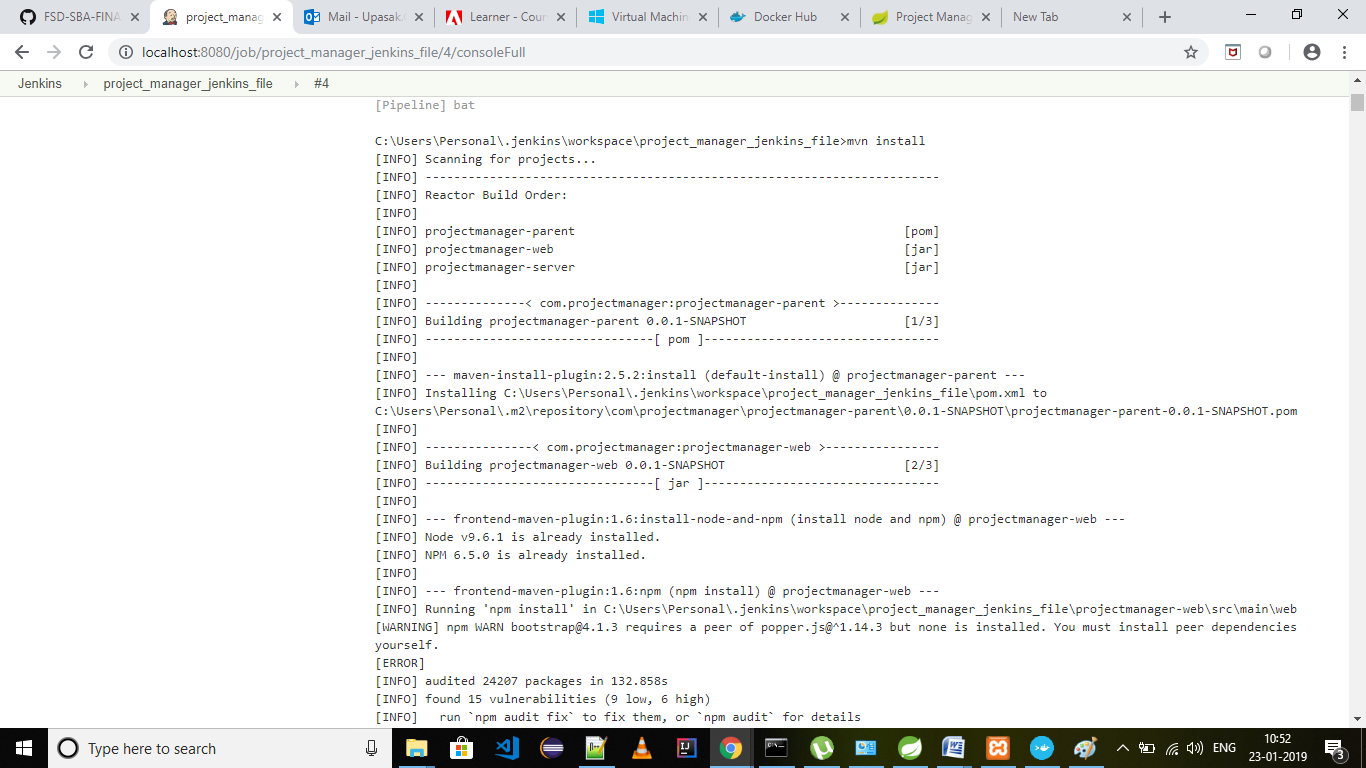 FSD-SBA-FINA
project_manag
Mail - Upasak
Learner - Cour
Virtual Machin
Docker Hub
Project Manag
New Tab
localhost:8080/job/project_manager_jenkins_file/4/consoleFull
Jenkins project_manager_jenkins_file #4
[Pipeline] bat
C:\Users\Personal\.jenkins\workspace\project_manager_jenkins_file>mvn install
[INFO] Scanning for projects...
[INFO] ------------------------------------------------------------------------
[INFO] Reactor Build Order:
[INFO]
[INFO] projectmanager-parent [pom]
[INFO] projectmanager-web [jar]
[INFO] projectmanager-server [jar]
[INFO]
[INFO] --------------< com.projectmanager:projectmanager-parent >--------------
[INFO] Building projectmanager-parent 0.0.1-SNAPSHOT [1/3]
[INFO] --------------------------------[ pom ]---------------------------------
[INFO]
[INFO] --- maven-install-plugin:2.5.2:install (default-install) @ projectmanager-parent ---
[INFO] Installing C:\Users\Personal\.jenkins\workspace\project_manager_jenkins_file\pom.xml to
C:\Users\Personal\.m2\repository\com\projectmanager\projectmanager-parent\0.0.1-SNAPSHOT\projectmanager-parent-0.0.1-SNAPSHOT.pom
[INFO]
[INFO] ---------------< com.projectmanager:projectmanager-web >----------------
[INFO] Building projectmanager-web 0.0.1-SNAPSHOT [2/3]
[INFO] --------------------------------[ jar ]---------------------------------
[INFO]
[INFO] --- frontend-maven-plugin:1.6:install-node-and-npm (install node and npm) @ projectmanager-web ---
[INFO] Node v9.6.1 is already installed.
[INFO] NPM 6.5.0 is already installed.
[INFO]
[INFO] --- frontend-maven-plugin:1.6:npm (npm install) @ projectmanager-web ---
[INFO] Running 'npm install' in C:\Users\Personal\.jenkins\workspace\project_manager_jenkins_file\projectmanager-web\src\main\web
[WARNING] npm WARN bootstrap@4.1.3 requires a peer of popper.js@^1.14.3 but none is installed. You must install peer dependencies
yourself.
[ERROR]
[INFO] audited 24207 packages in 132.858s
[INFO] found 15 vulnerabilities (9 low, 6 high)
[INFO]   run `npm audit fix` to fix them, or `npm audit` for details
Type here to search
ENG
10:52
23-01-2019
3